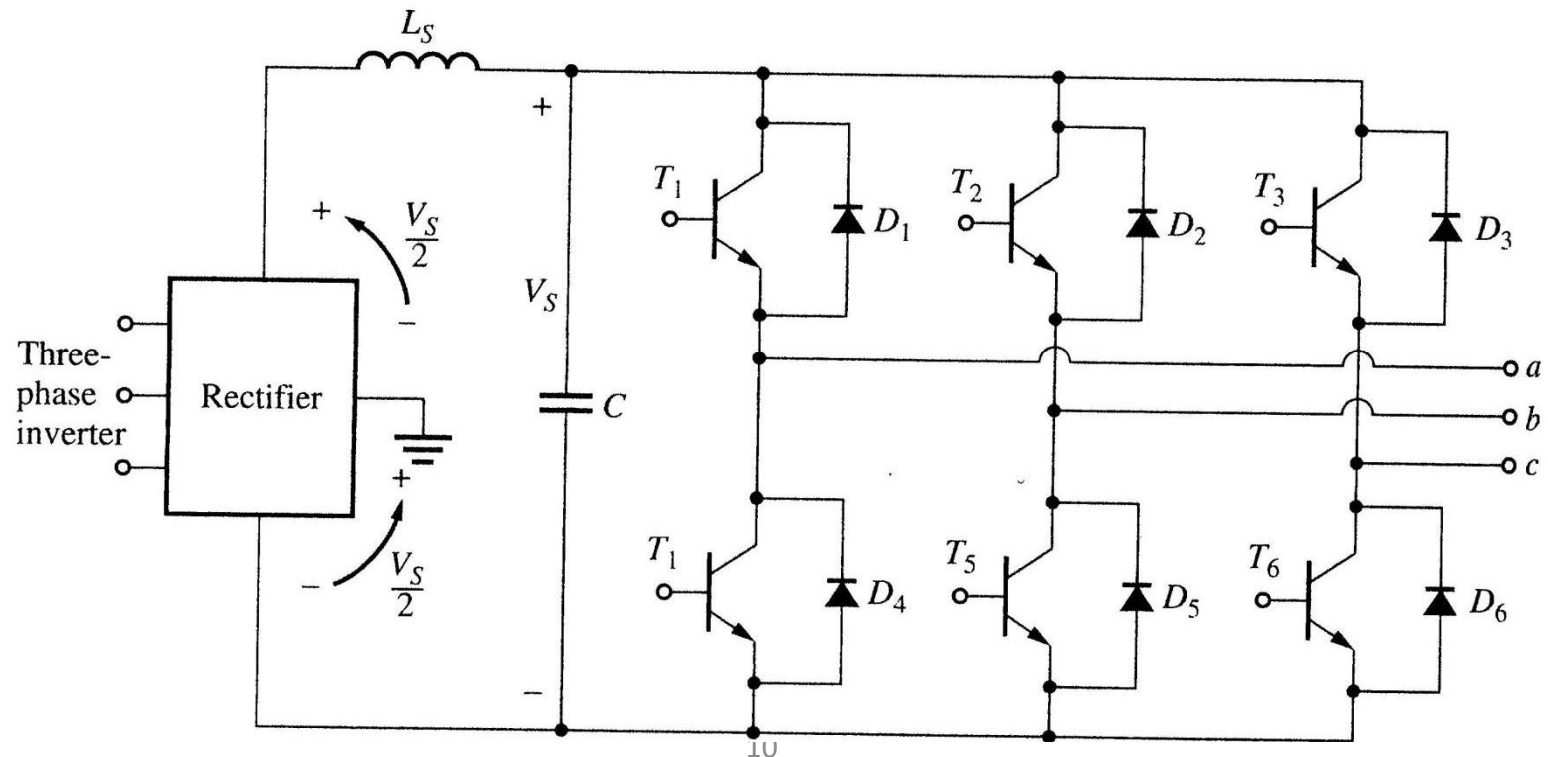 L_S
+
T_1
D_1
T_2
D_2
T_3
D_3
+
V_S/2
−
V_S
Three-
phase
inverter
Rectifier
C
a
b
c
+
−
V_S/2
T_1
D_4
T_5
D_5
T_6
D_6
−
10